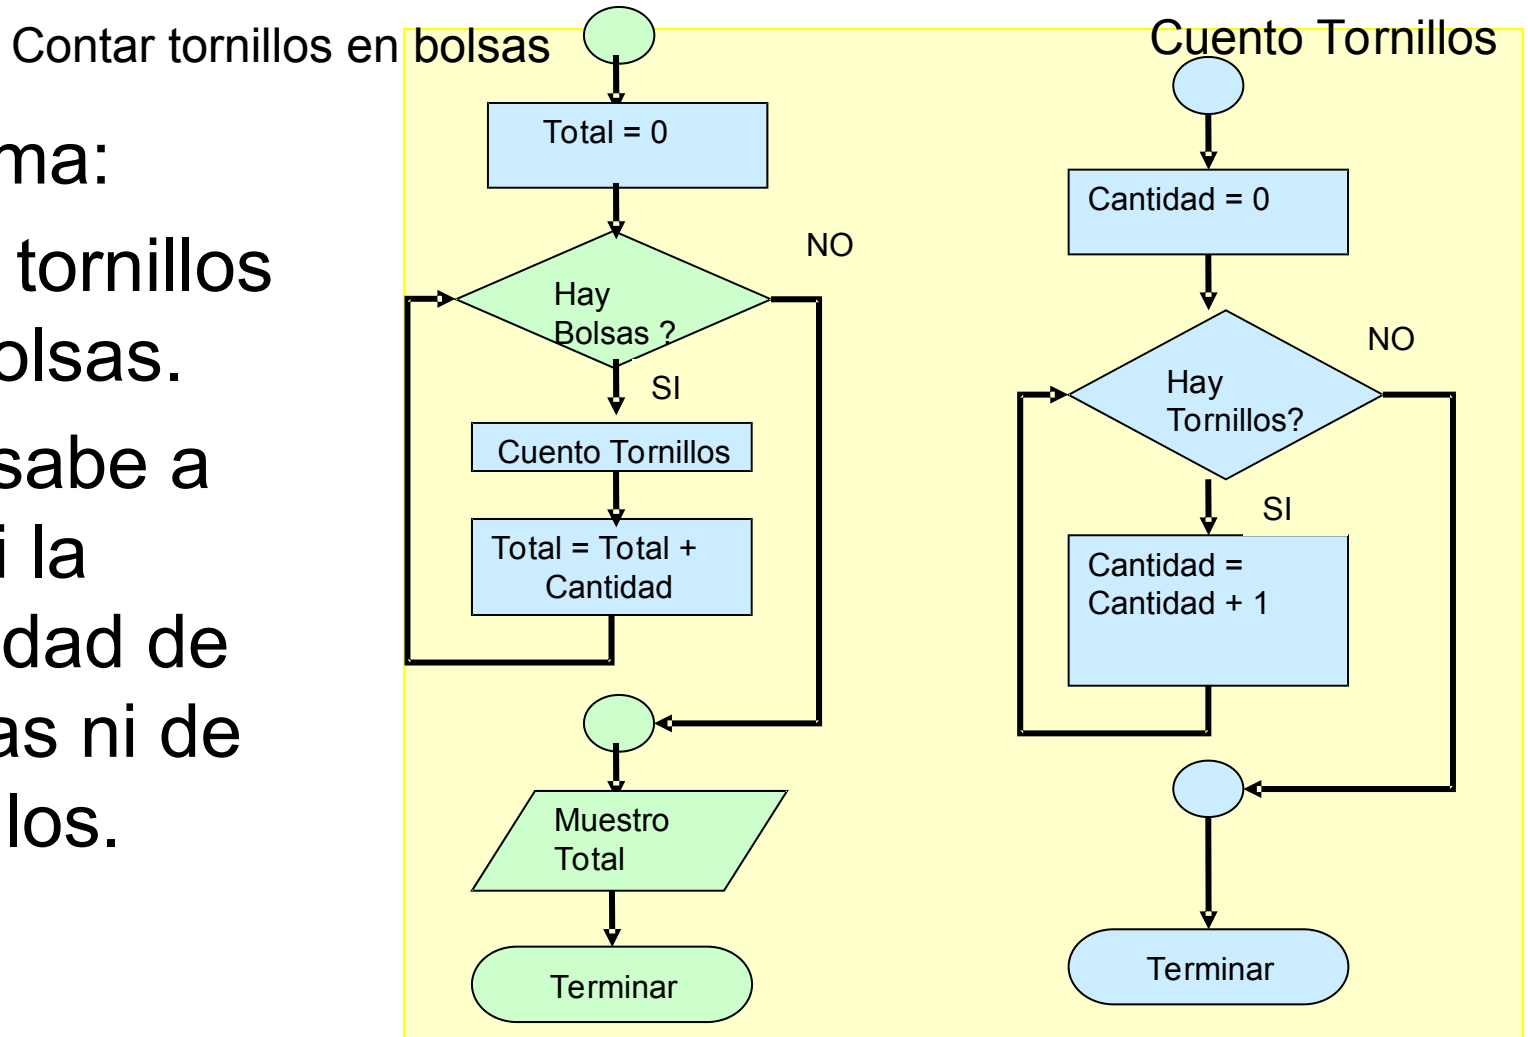 Contar tornillos en bolsas
ma:
tornillos
olsas.
sabe a
i la
dad de
as ni de
los.
Total = 0
Hay
Bolsas ?
NO
SI
Cuento Tornillos
Total = Total +
Cantidad
Muestro
Total
Terminar
Cuento Tornillos
Cantidad = 0
Hay
Tornillos?
NO
SI
Cantidad =
Cantidad + 1
Terminar